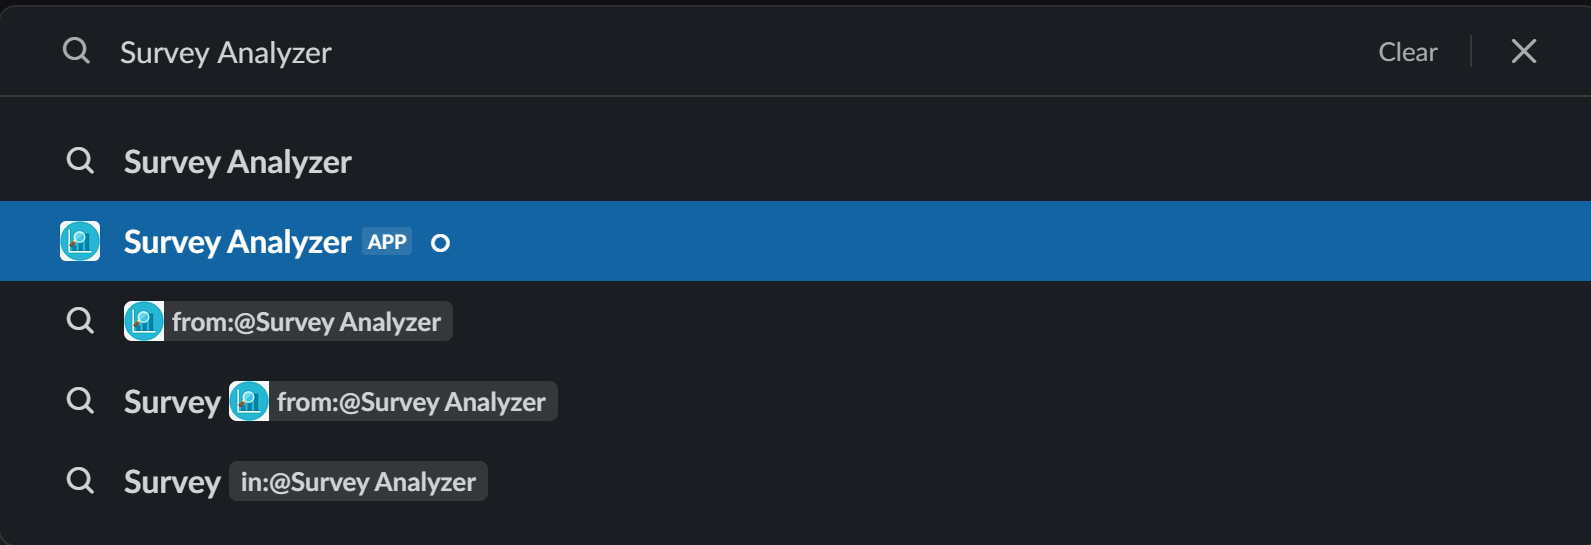 Survey Analyzer Clear
Survey Analyzer
Survey Analyzer APP
from:@Survey Analyzer
Survey from:@Survey Analyzer
Survey in:@Survey Analyzer